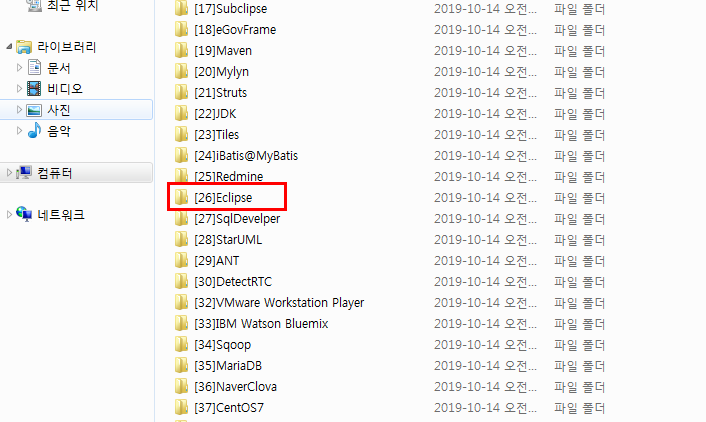 최근 위치
라이브러리
문서
비디오
사진
음악
컴퓨터
네트워크
[17]Subclipse 2019-10-14 오전... 파일 폴더
[18]eGovFrame 2019-10-14 오전... 파일 폴더
[19]Maven 2019-10-14 오전... 파일 폴더
[20]Mylyn 2019-10-14 오전... 파일 폴더
[21]Struts 2019-10-14 오전... 파일 폴더
[22]JDK 2019-10-14 오전... 파일 폴더
[23]Tiles 2019-10-14 오전... 파일 폴더
[24]iBatis@MyBatis 2019-10-14 오전... 파일 폴더
[25]Redmine 2019-10-14 오전... 파일 폴더
[26]Eclipse 2019-10-14 오전... 파일 폴더
[27]SqlDevelper 2019-10-14 오전... 파일 폴더
[28]StarUML 2019-10-14 오전... 파일 폴더
[29]ANT 2019-10-14 오전... 파일 폴더
[30]DetectRTC 2019-10-14 오전... 파일 폴더
[32]VMware Workstation Player 2019-10-14 오전... 파일 폴더
[33]IBM Watson Bluemix 2019-10-14 오전... 파일 폴더
[34]Sqoop 2019-10-14 오전... 파일 폴더
[35]MariaDB 2019-10-14 오전... 파일 폴더
[36]NaverClova 2019-10-14 오전... 파일 폴더
[37]CentOS7 2019-10-14 오전... 파일 폴더